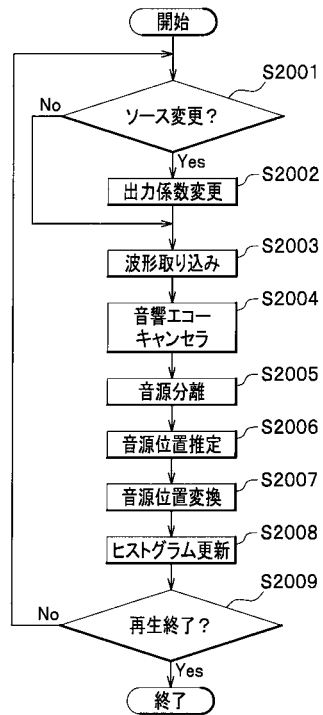 開始
S2001
No
ソース変更?
Yes
S2002
出力係数変更
S2003
波形取り込み
S2004
音響エコー
キャンセラ
S2005
音源分離
S2006
音源位置推定
S2007
音源位置変換
S2008
ヒストグラム更新
S2009
No
再生終了?
Yes
終了